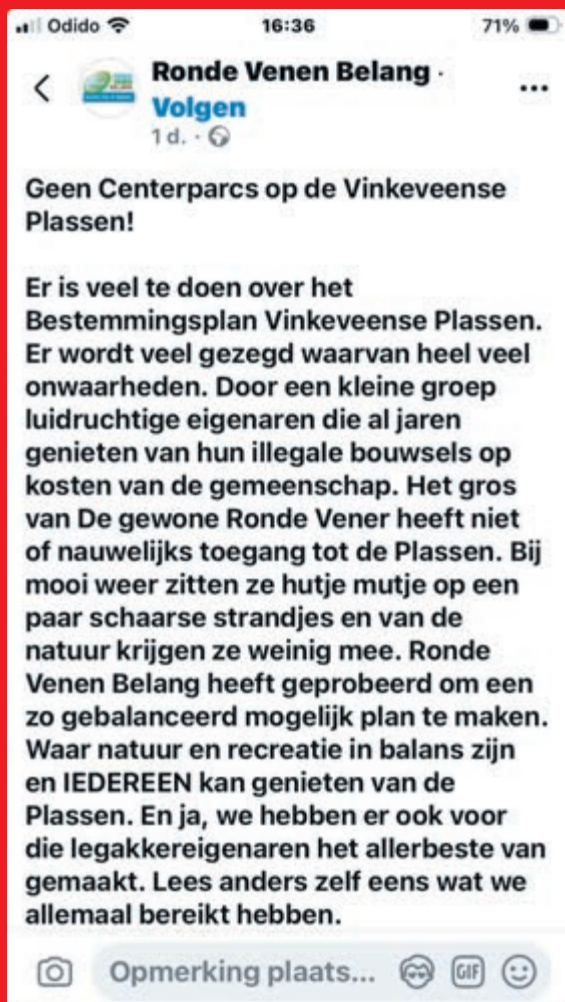 Odido 16:36 71%
Ronde Venen Belang ·
Volgen
1 d. ·
Geen Centerparcs op de Vinkeveense
Plassen!
Er is veel te doen over het
Bestemmingsplan Vinkeveense Plassen.
Er wordt veel gezegd waarvan heel veel
onwaarheden. Door een kleine groep
luidruchtige eigenaren die al jaren
genieten van hun illegale bouwsels op
kosten van de gemeenschap. Het gros
van De gewone Ronde Vener heeft niet
of nauwelijks toegang tot de Plassen. Bij
mooi weer zitten ze hutje mutje op een
paar schaarse strandjes en van de
natuur krijgen ze weinig mee. Ronde
Venen Belang heeft geprobeerd om een
zo gebalanceerd mogelijk plan te maken.
Waar natuur en recreatie in balans zijn
en IEDEREEN kan genieten van de
Plassen. En ja, we hebben er ook voor
die legakkereigenaren het allerbeste van
gemaakt. Lees anders zelf eens wat we
allemaal bereikt hebben.
Opmerking plaats... GIF